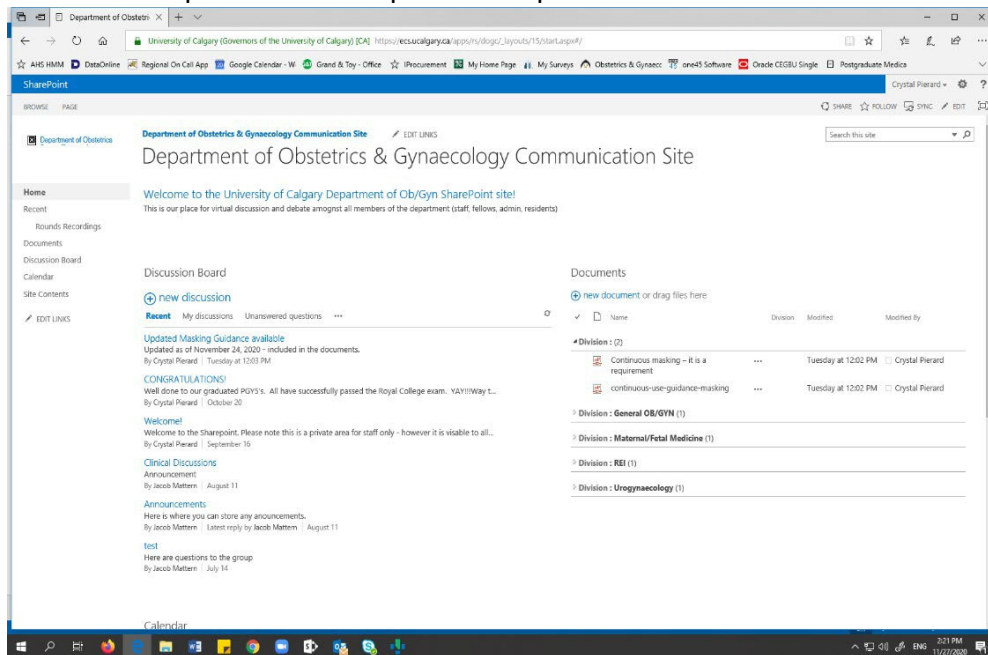 Department of Obstetri
University of Calgary (Governors of the University of Calgary) [CA] https://ecs.ucalgary.ca/apps/rs/dogc/_layouts/15/start.aspx#/
AHS HMM DataOnline Regional On Call App Google Calendar - W Grand & Toy - Office IProcurement My Home Page My Surveys Obstetrics & Gynaecc one45 Software Oracle CEGBU Single Postgraduate Medica
SharePoint Crystal Pierard
BROWSE PAGE SHARE FOLLOW SYNC EDIT
Department of Obstetrics
Department of Obstetrics & Gynaecology Communication Site EDIT LINKS
Search this site
Department of Obstetrics & Gynaecology Communication Site
Home
Recent
Rounds Recordings
Documents
Discussion Board
Calendar
Site Contents
EDIT LINKS
Welcome to the University of Calgary Department of Ob/Gyn SharePoint site!
This is our place for virtual discussion and debate amognst all members of the department (staff, fellows, admin, residents)
Discussion Board
new discussion
Recent My discussions Unanswered questions ...
Updated Masking Guidance available
Updated as of November 24, 2020 - included in the documents.
By Crystal Pierard | Tuesday at 12:03 PM
CONGRATULATIONS!
Well done to our graduated PGY5's. All have successfully passed the Royal College exam. YAY!!!Way t...
By Crystal Pierard | October 20
Welcome!
Welcome to the Sharepoint. Please note this is a private area for staff only - however it is visable to all...
By Crystal Pierard | September 16
Clinical Discussions
Announcement
By Jacob Mattern | August 11
Announcements
Here is where you can store any anouncements.
By Jacob Mattern | Latest reply by Jacob Mattern | August 11
test
Here are questions to the group
By Jacob Mattern | July 14
Calendar
Documents
new document or drag files here
Name Division Modified Modified By
Division : (2)
Continuous masking – it is a requirement ... Tuesday at 12:02 PM Crystal Pierard
continuous-use-guidance-masking ... Tuesday at 12:02 PM Crystal Pierard
Division : General OB/GYN (1)
Division : Maternal/Fetal Medicine (1)
Division : REI (1)
Division : Urogynaecology (1)
ENG 2:21 PM
11/27/2020